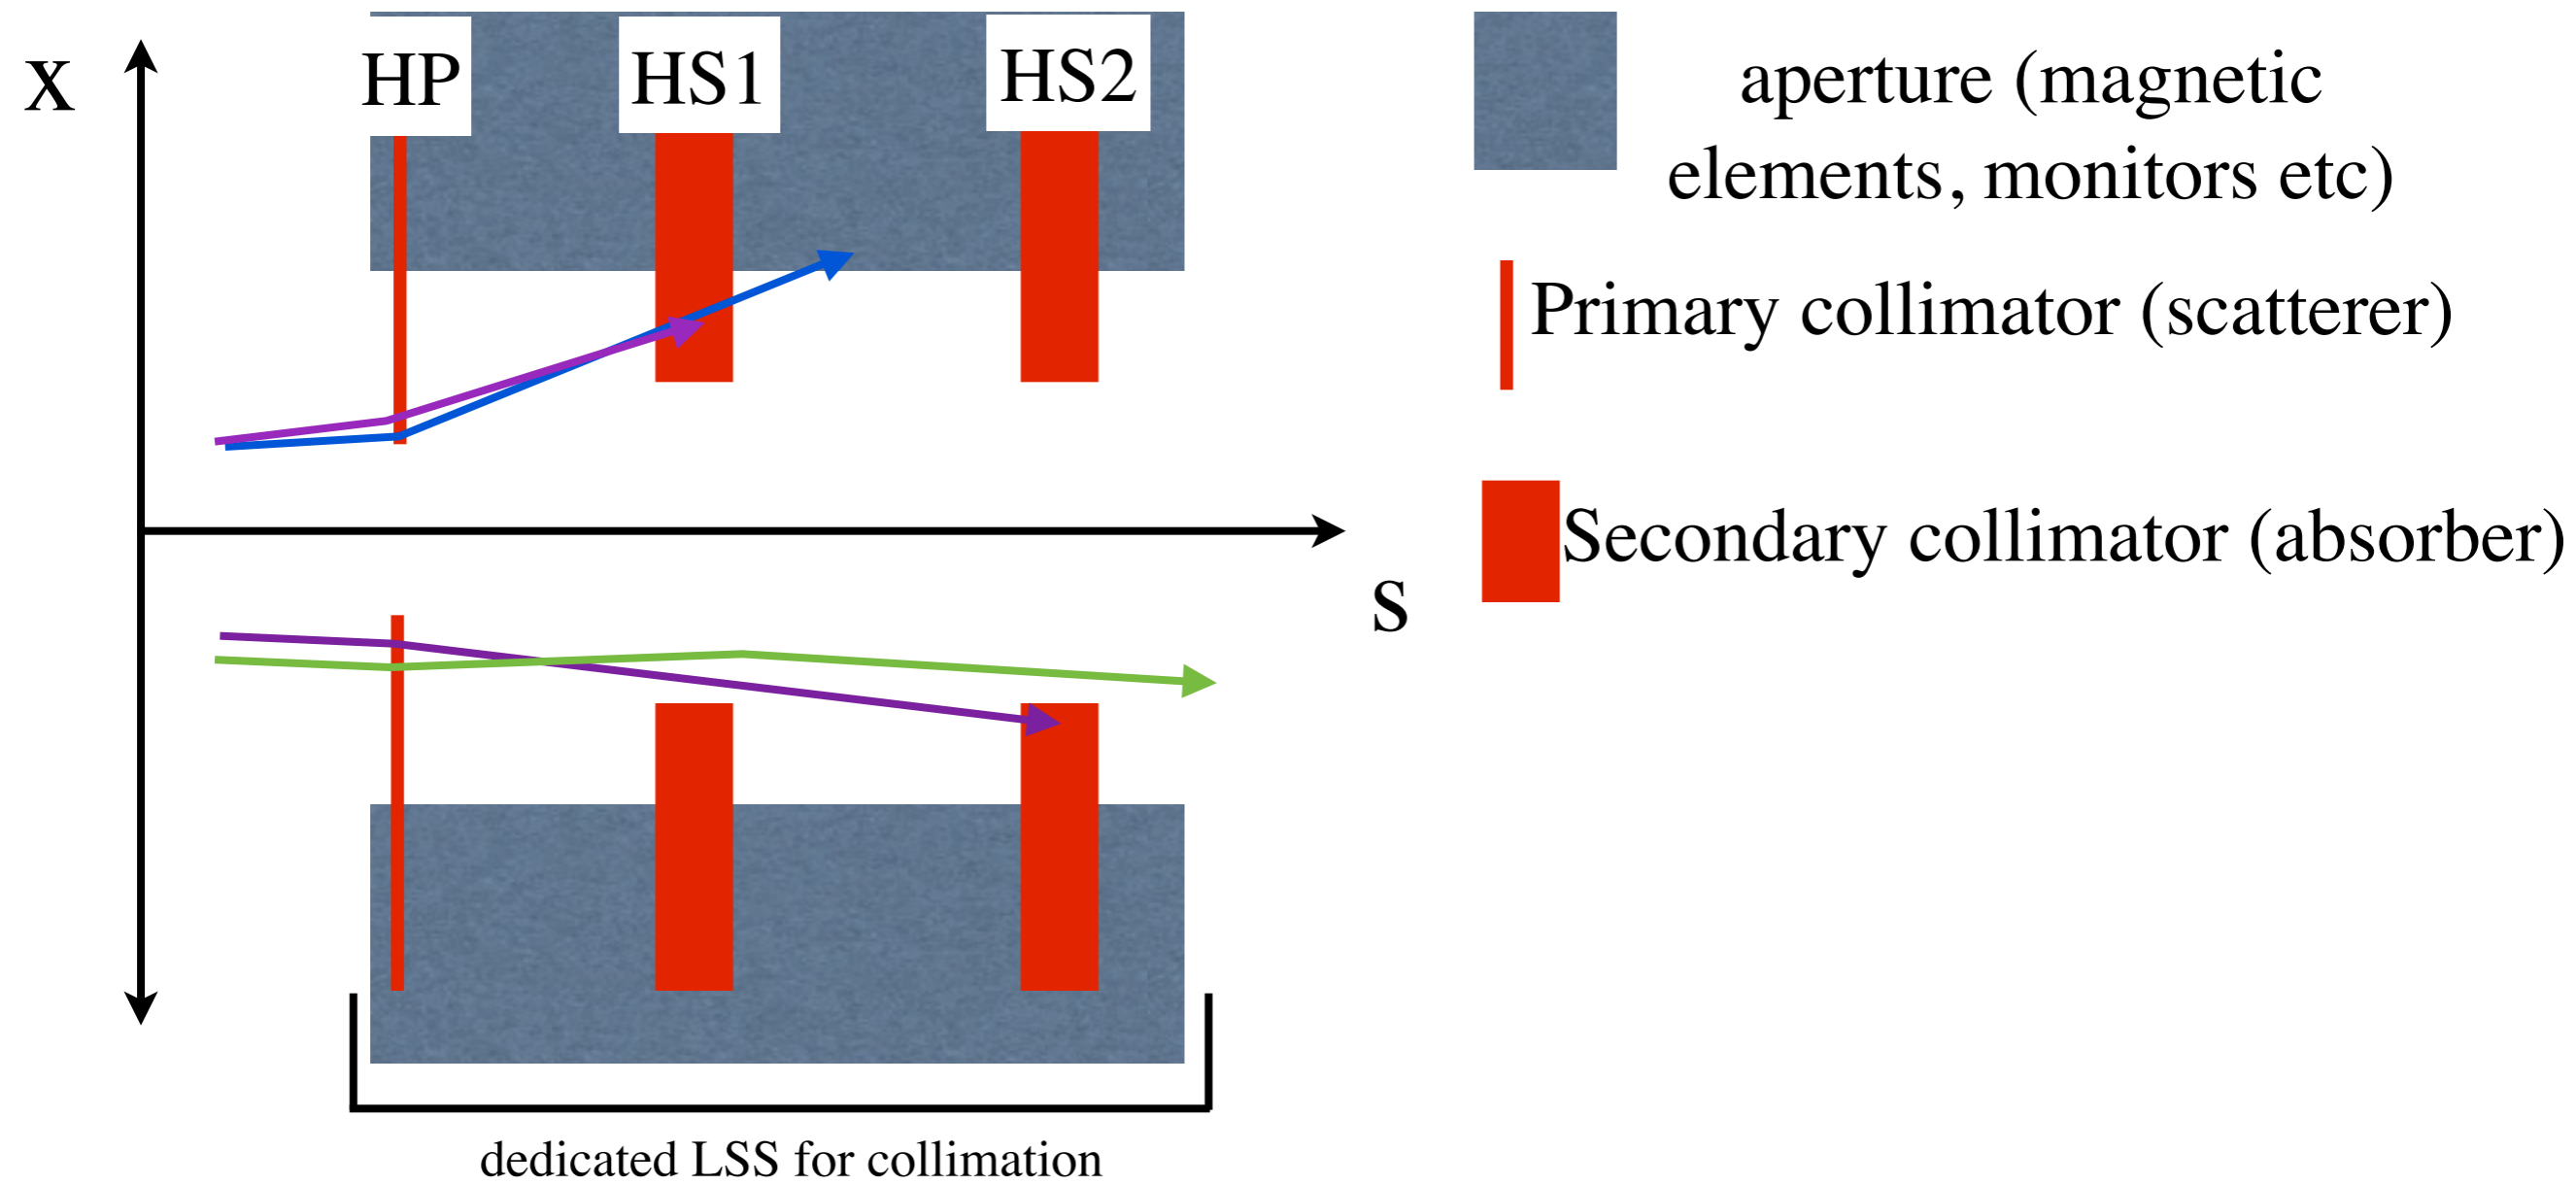 x
HP
HS1
HS2
s
aperture (magnetic
elements, monitors etc)
Primary collimator (scatterer)
Secondary collimator (absorber)
dedicated LSS for collimation